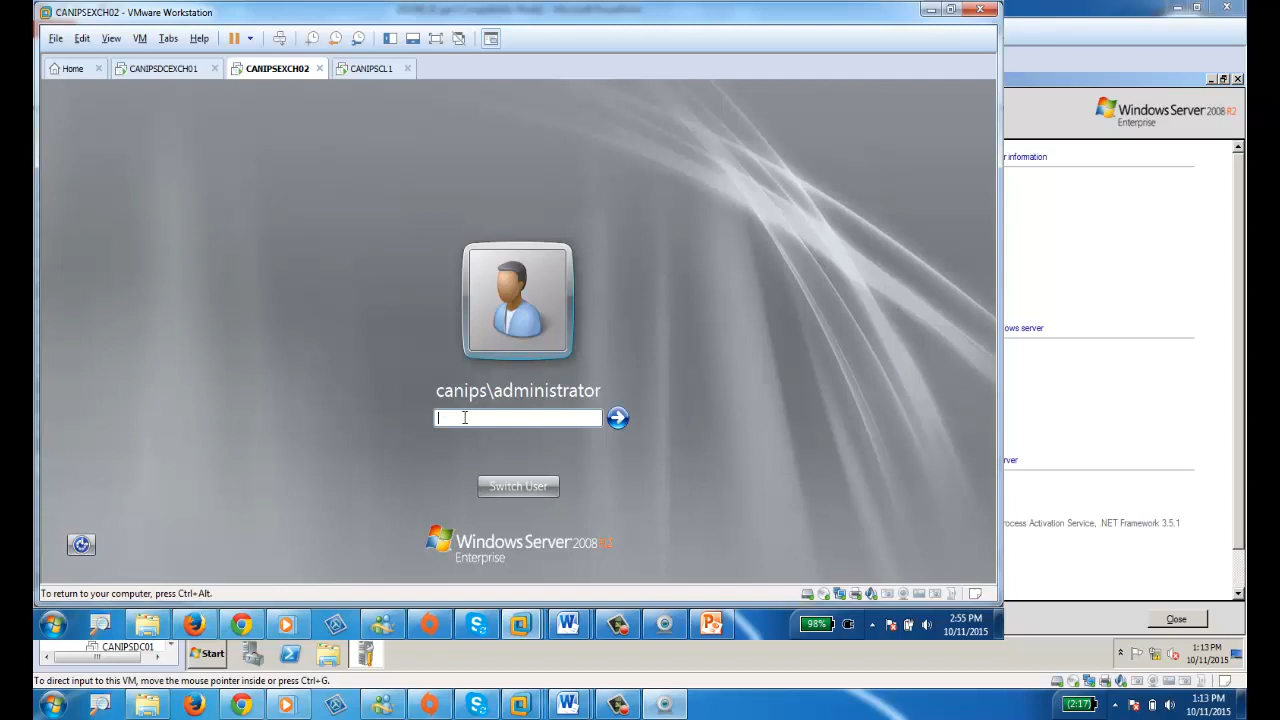 CANIPSEXCH02 - VMware Workstation
File Edit View VM Tabs Help
Home CANIPSDCEXCH01 CANIPSEXCH02 CANIPSCL1
Windows Server 2008 R2
Enterprise
r information
canips\administrator
Switch User
Windows Server 2008 R2
Enterprise
ows server
rver
ocess Activation Service, .NET Framework 3.5.1
To return to your computer, press Ctrl+Alt.
98%
2:55 PM
10/11/2015
Close
CANIPSDC01
Start
1:13 PM
10/11/2015
To direct input to this VM, move the mouse pointer inside or press Ctrl+G.
(2:17)
1:13 PM
10/11/2015